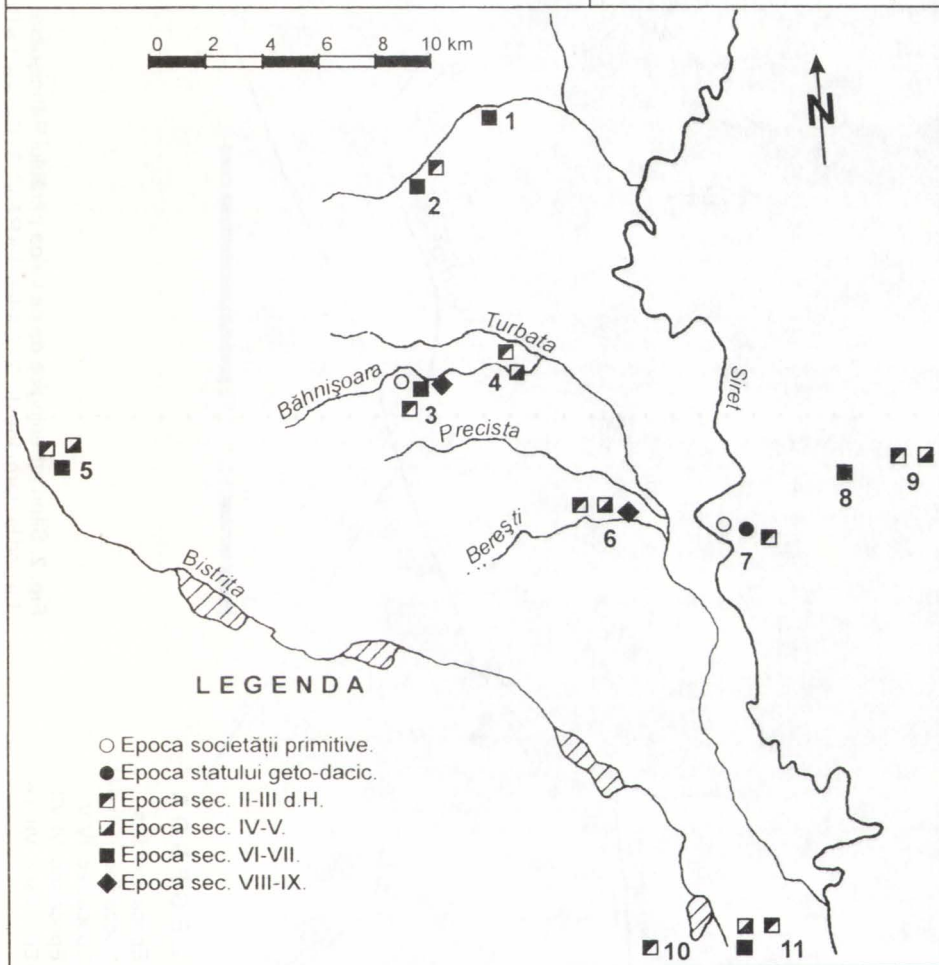 0 2 4 6 8 10 km
N
1
2
Turbata
Băhnişoara
4
3
Siret
Precista
5
8
9
Bereşti
6
7
Bistriţa
LEGENDA
Epoca societăţii primitive.
Epoca statului geto-dacic.
Epoca sec. II-III d.H.
Epoca sec. IV-V.
Epoca sec. VI-VII.
Epoca sec. VIII-IX.
10
11